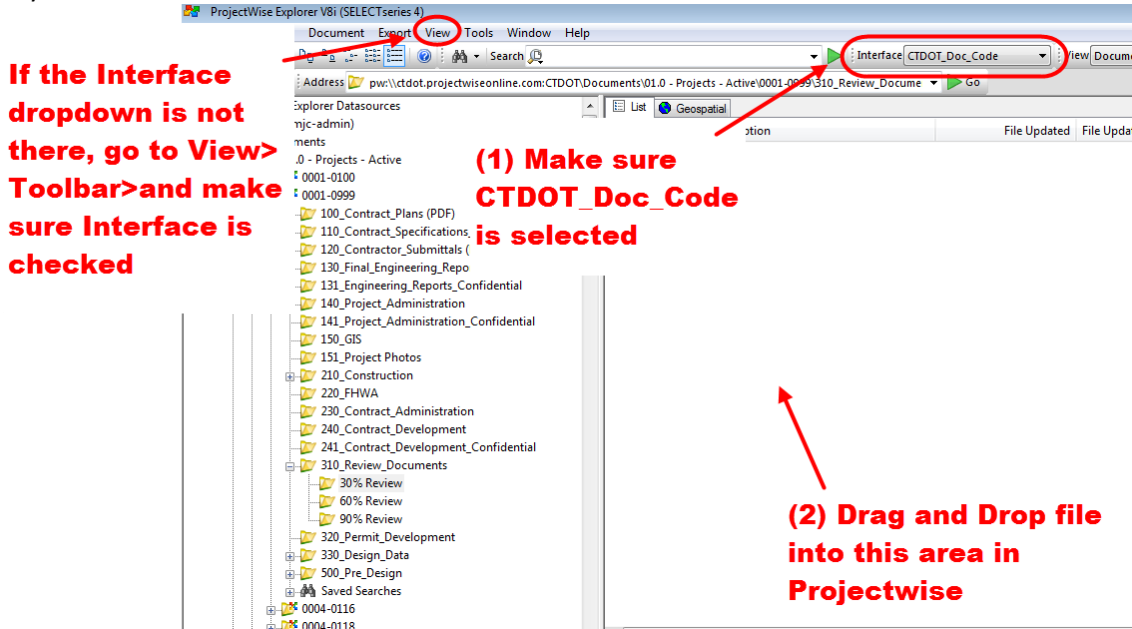 ProjectWise Explorer V8i (SELECTseries 4)
Document Export View Tools Window Help
Search
Interface CTDOT_Doc_Code
View Docume
Address pw:\\ctdot.projectwiseonline.com:CTDOT\Documents\01.0 - Projects - Active\0001-0999\310_Review_Docume Go
Explorer Datasources
List Geospatial
mjc-admin)
ption File Updated File Updat
ments
.0 - Projects - Active
0001-0100
0001-0999
100_Contract_Plans (PDF)
110_Contract_Specifications_
120_Contractor_Submittals (
130_Final_Engineering_Repo
131_Engineering_Reports_Confidential
140_Project_Administration
141_Project_Administration_Confidential
150_GIS
151_Project Photos
210_Construction
220_FHWA
230_Contract_Administration
240_Contract_Development
241_Contract_Development_Confidential
310_Review_Documents
30% Review
60% Review
90% Review
320_Permit_Development
330_Design_Data
500_Pre_Design
Saved Searches
0004-0116
0004-0118
If the Interface
dropdown is not
there, go to View>
Toolbar>and make
sure Interface is
checked
(1) Make sure
CTDOT_Doc_Code
is selected
(2) Drag and Drop file
into this area in
Projectwise